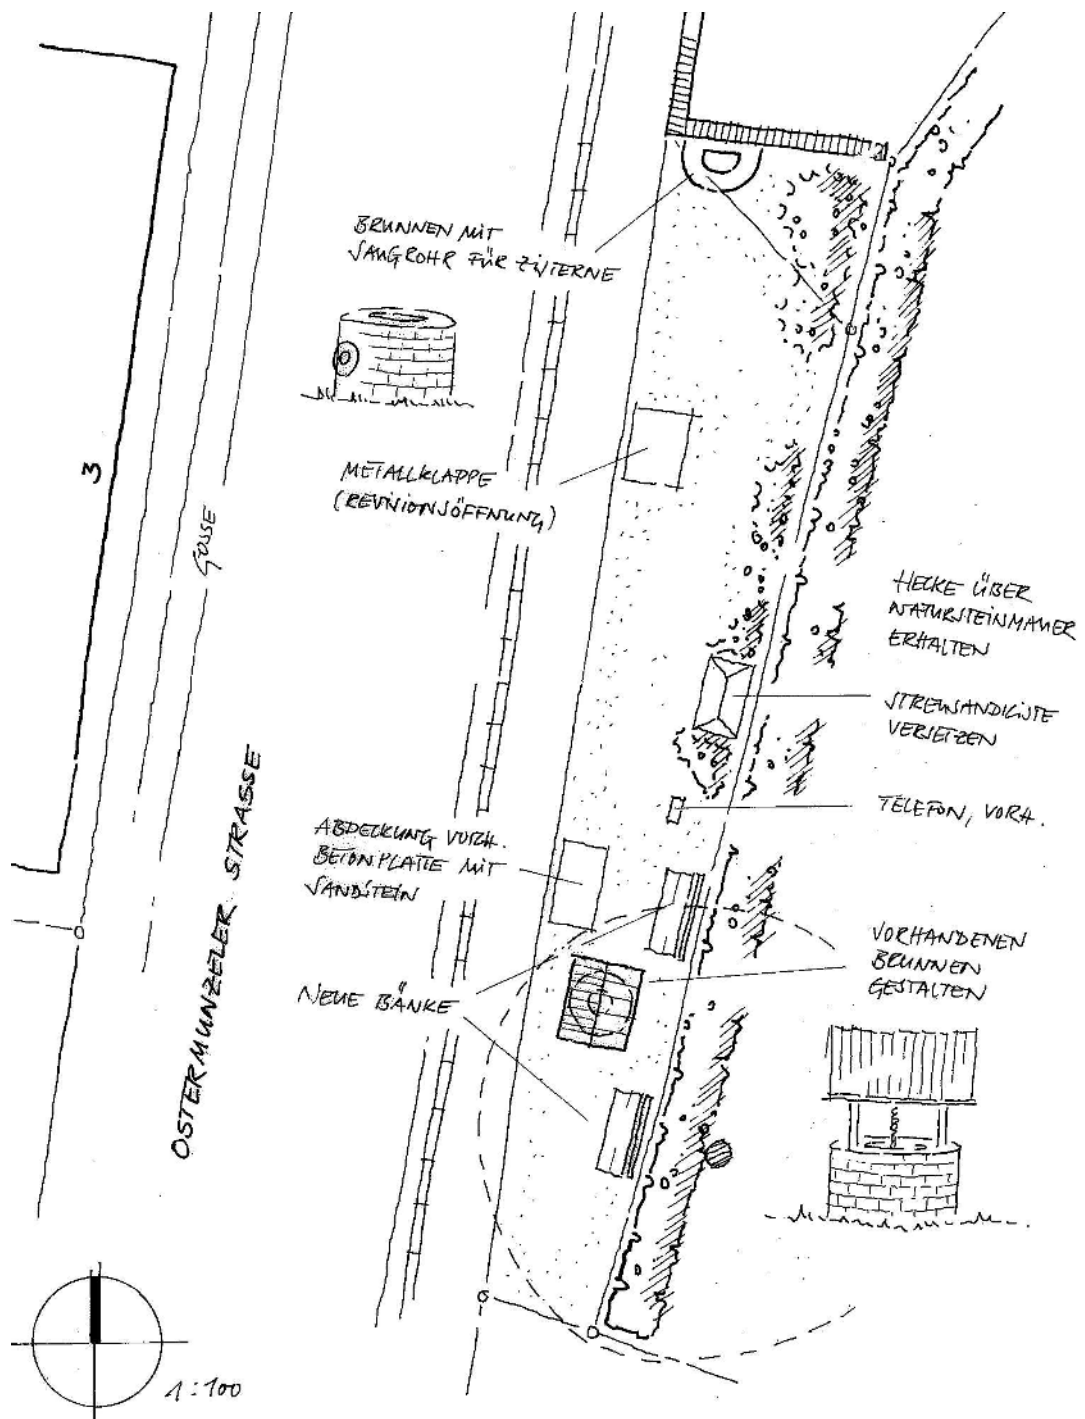 BRUNNEN MIT
SAUGROHR FÜR ZISTERNE
3
METALLKLAPPE
(REVISIONSÖFFNUNG)
GOSSE
HECKE ÜBER
NATURSTEINMAUER
ERHALTEN
STREUSANDKISTE
VERSETZEN
TELEFON, VORH.
OSTERMUNZELER STRASSE
ABDECKUNG VORH.
BETONPLATTE MIT
SANDSTEIN
VORHANDENEN
BRUNNEN
GESTALTEN
NEUE BÄNKE
1:100